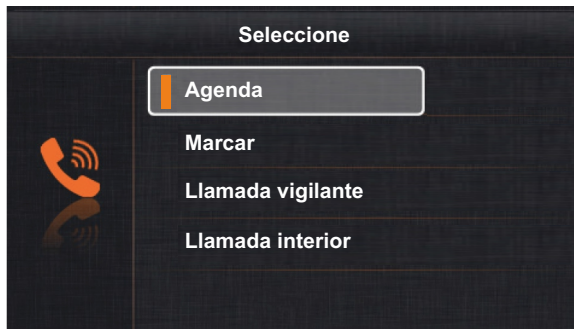 Seleccione
Agenda
Marcar
Llamada vigilante
Llamada interior